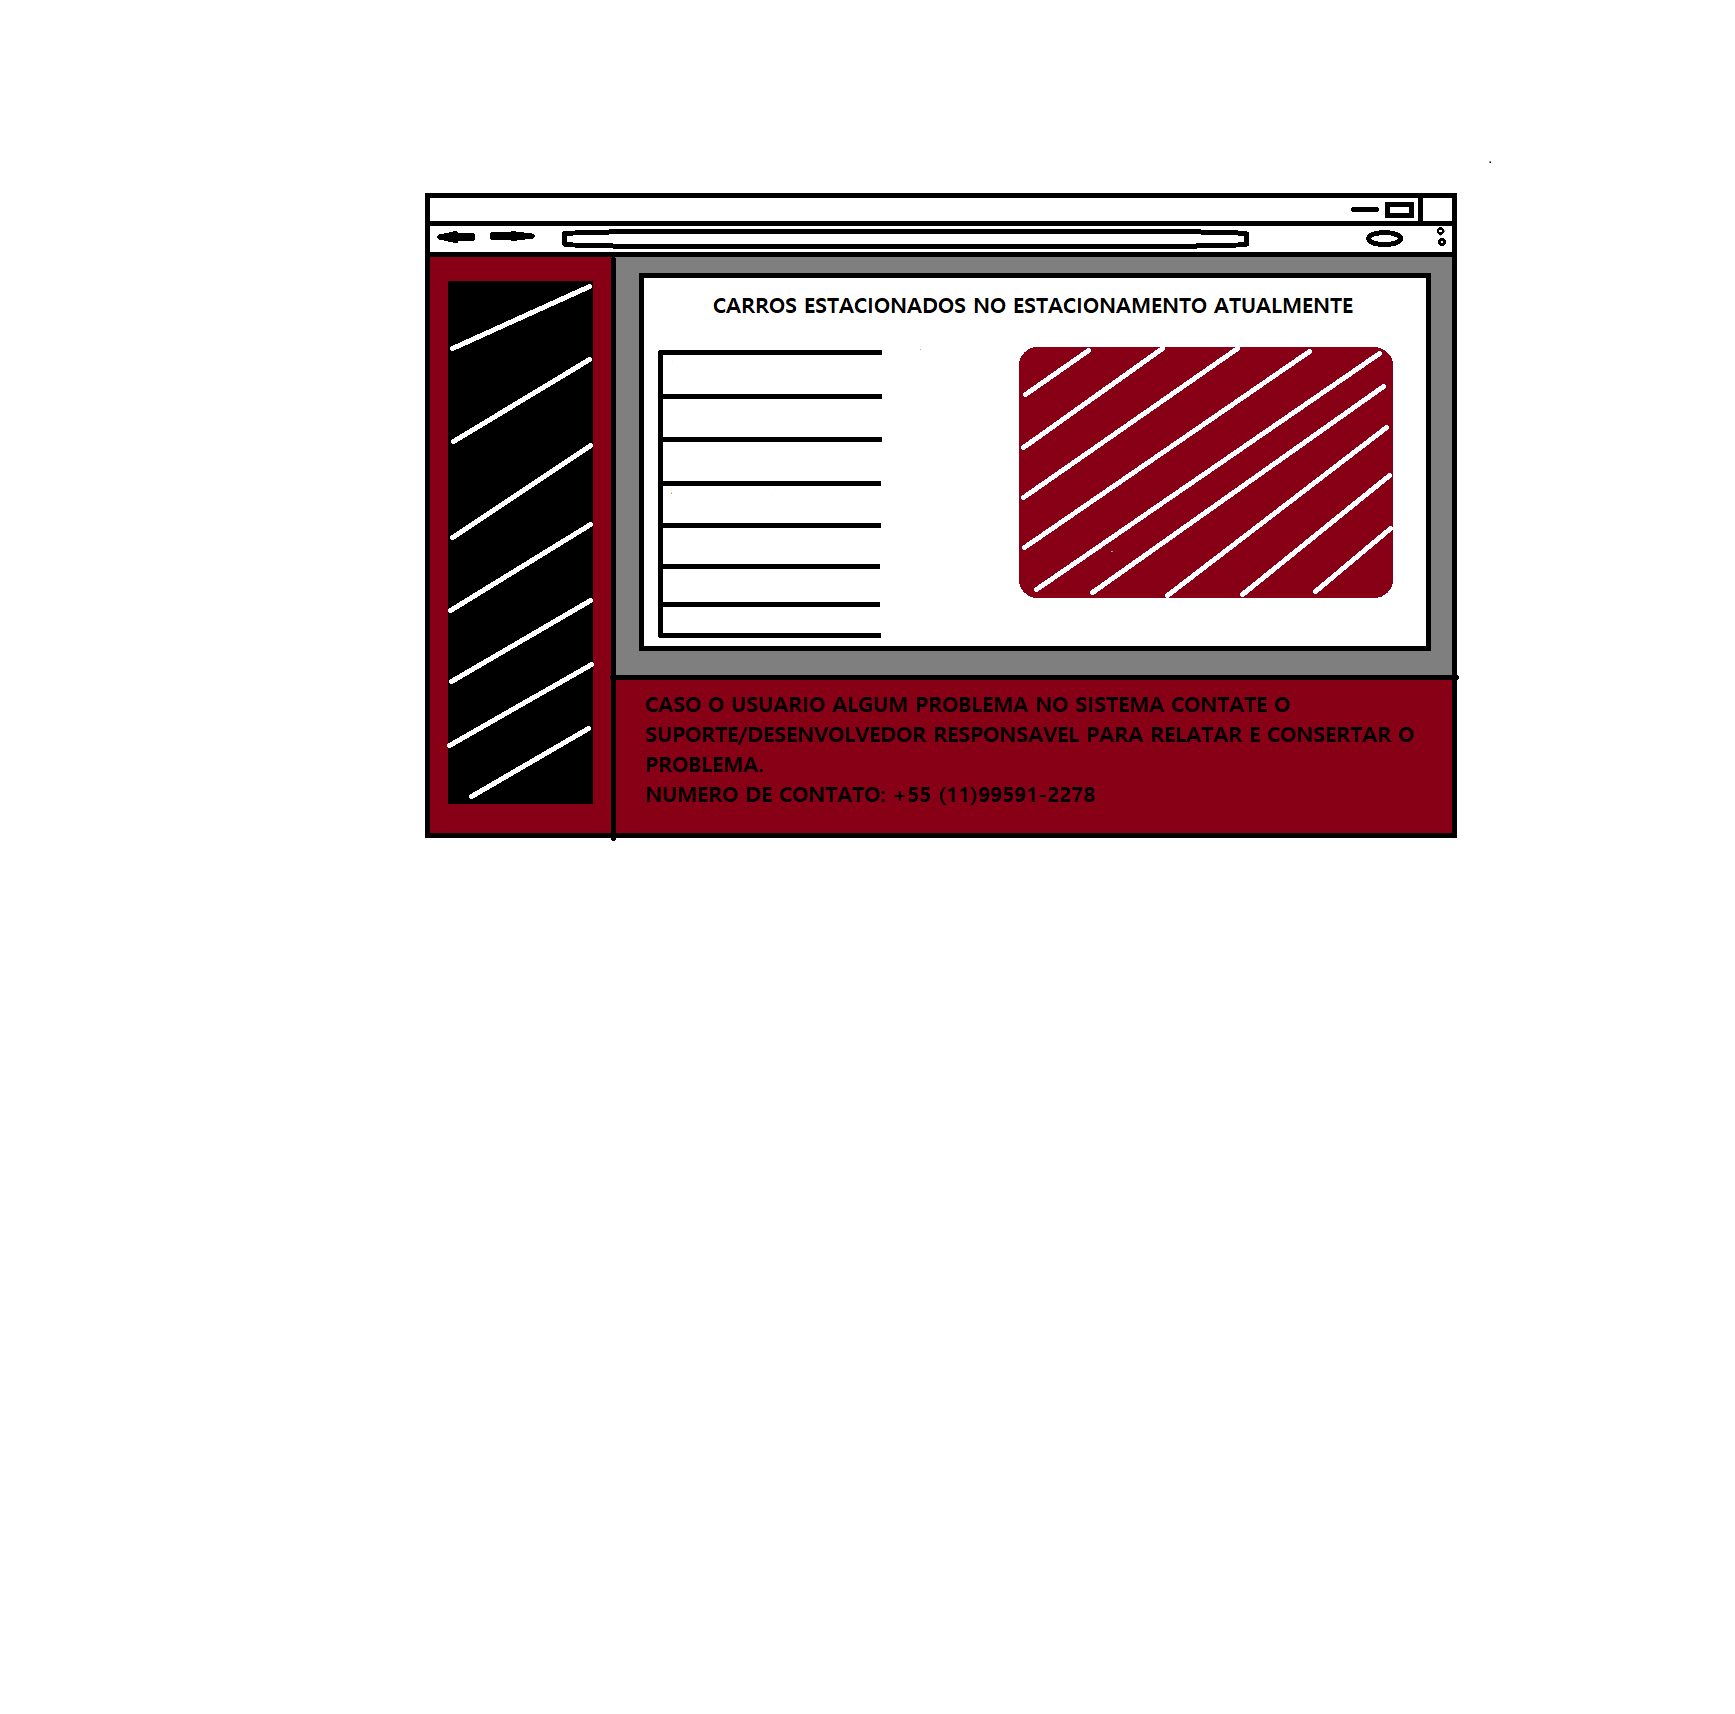 CARROS ESTACIONADOS NO ESTACIONAMENTO ATUALMENTE
CASO O USUARIO ALGUM PROBLEMA NO SISTEMA CONTATE O
SUPORTE/DESENVOLVEDOR RESPONSAVEL PARA RELATAR E CONSERTAR O
PROBLEMA.
NUMERO DE CONTATO: +55 (11)99591-2278